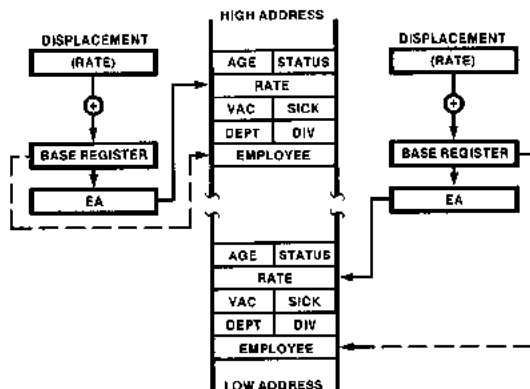 HIGH ADDRESS
DISPLACEMENT
(RATE)
+
BASE REGISTER
EA
AGE STATUS
RATE
VAC SICK
DEPT DIV
EMPLOYEE
DISPLACEMENT
(RATE)
+
BASE REGISTER
EA
AGE STATUS
RATE
VAC SICK
DEPT DIV
EMPLOYEE
LOW ADDRESS